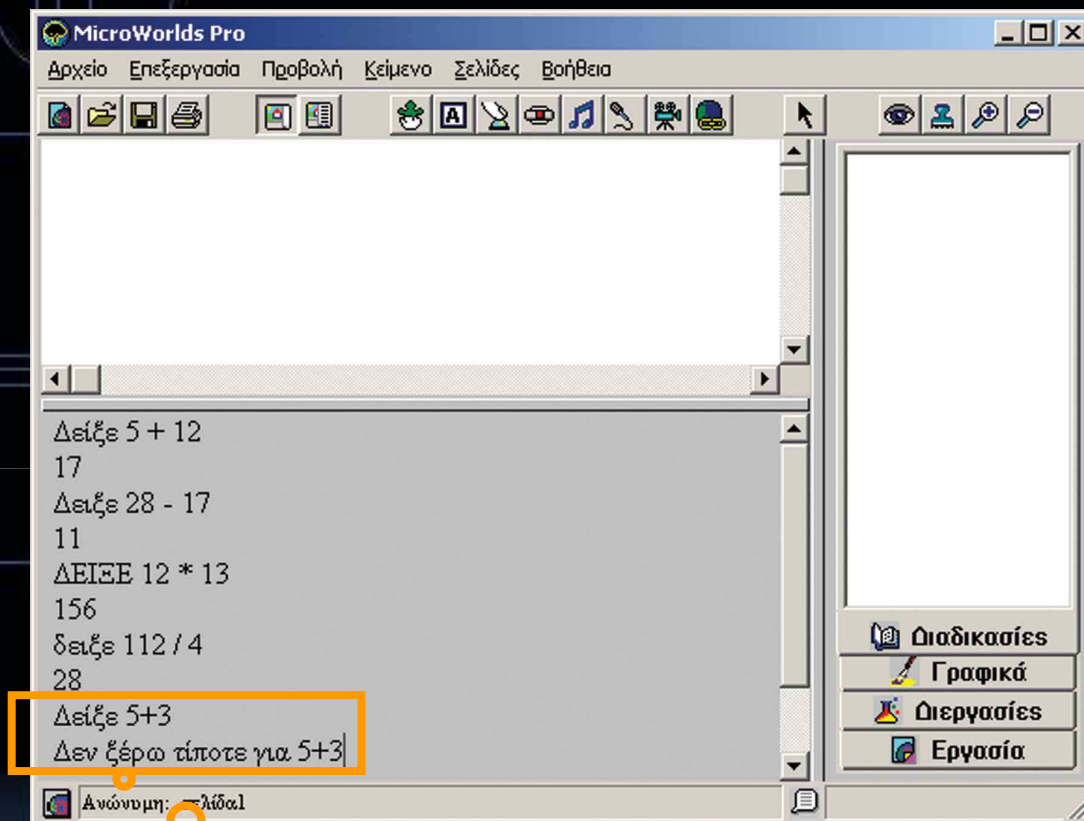 MicroWorlds Pro
Αρχείο Επεξεργασία Προβολή Κείμενο Σελίδες Βοήθεια
Δείξε 5 + 12
17
Δειξε 28 - 17
11
ΔΕΙΞΕ 12 * 13
156
δειξε 112 / 4
28
Δείξε 5+3
Δεν ξέρω τίποτε για 5+3
Διαδικασίες
Γραφικά
Διεργασίες
Εργασία
Ανώνυμη: